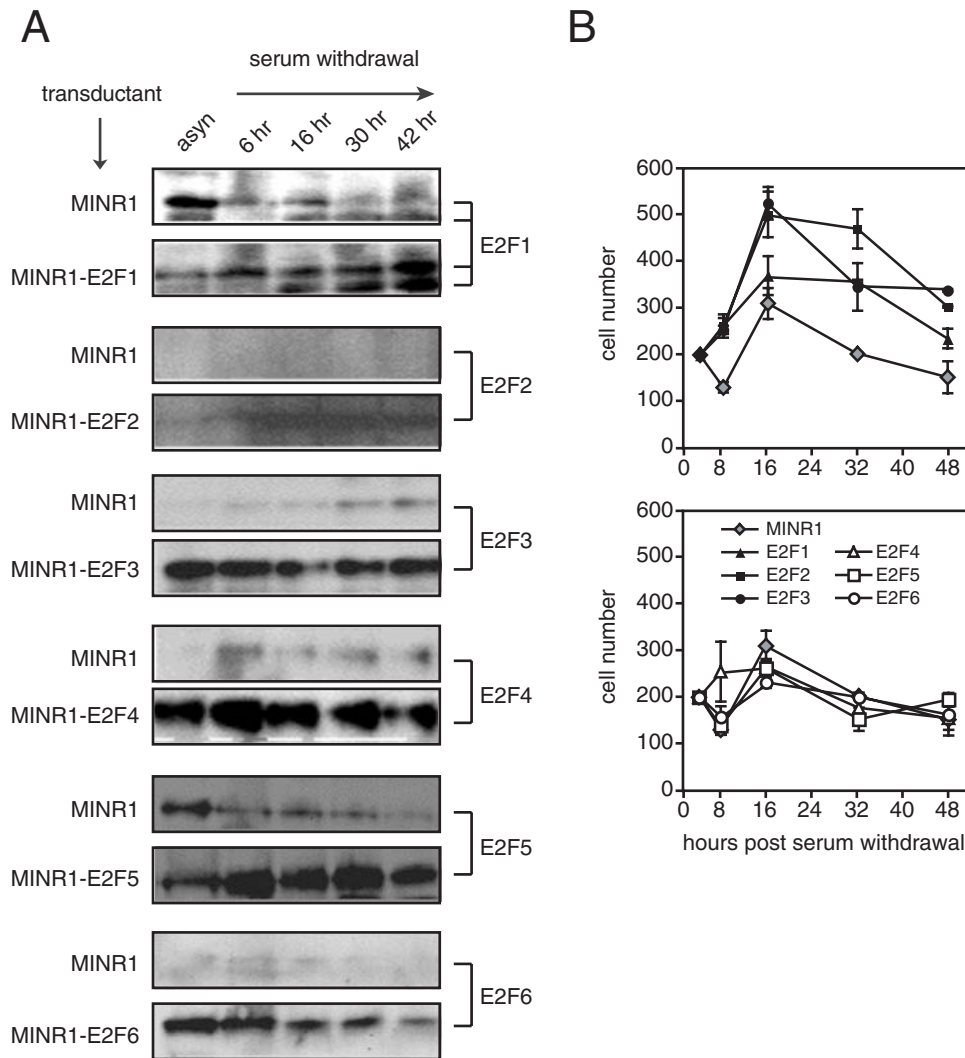 A
serum withdrawal
transductant
asyn
6 hr
16 hr
30 hr
42 hr
MINR1
MINR1-E2F1
E2F1
MINR1
MINR1-E2F2
E2F2
MINR1
MINR1-E2F3
E2F3
MINR1
MINR1-E2F4
E2F4
MINR1
MINR1-E2F5
E2F5
MINR1
MINR1-E2F6
E2F6
B
600
500
400
300
200
100
0
cell number
0 8 16 24 32 40 48
600
500
400
300
200
100
0
cell number
MINR1
E2F1 E2F4
E2F2 E2F5
E2F3 E2F6
0 8 16 24 32 40 48
hours post serum withdrawal